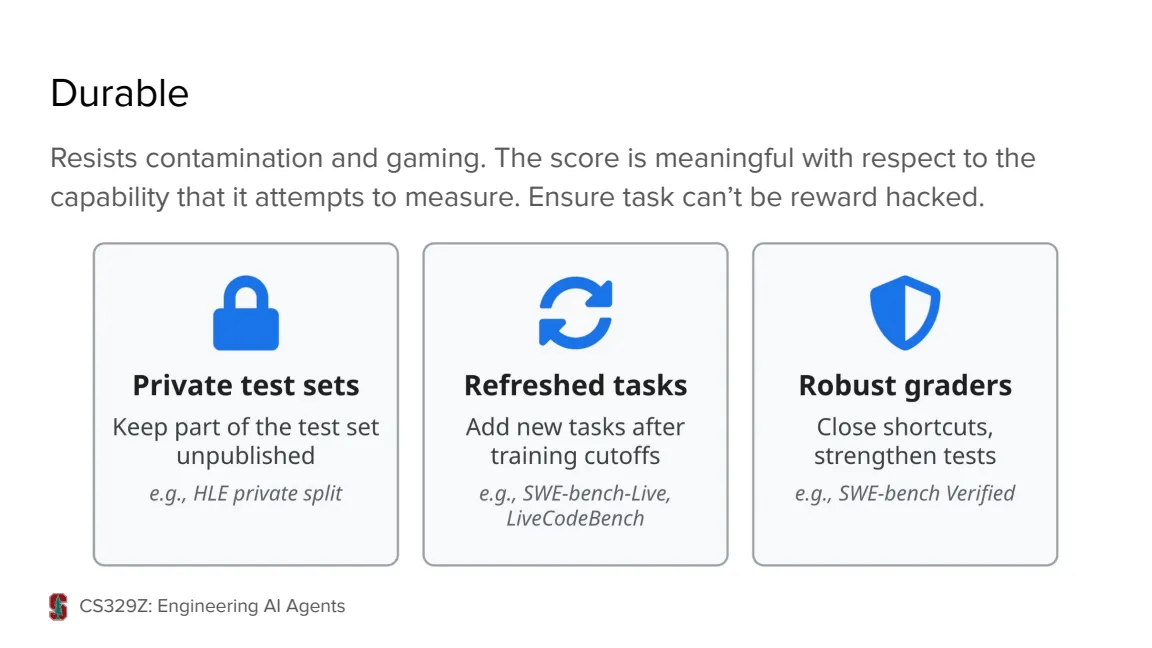 Durable
Resists contamination and gaming. The score is meaningful with respect to the
capability that it attempts to measure. Ensure task can’t be reward hacked.
Private test sets
Keep part of the test set
unpublished
e.g., HLE private split
Refreshed tasks
Add new tasks after
training cutoffs
e.g., SWE-bench-Live,
LiveCodeBench
Robust graders
Close shortcuts,
strengthen tests
e.g., SWE-bench Verified
CS329Z: Engineering AI Agents